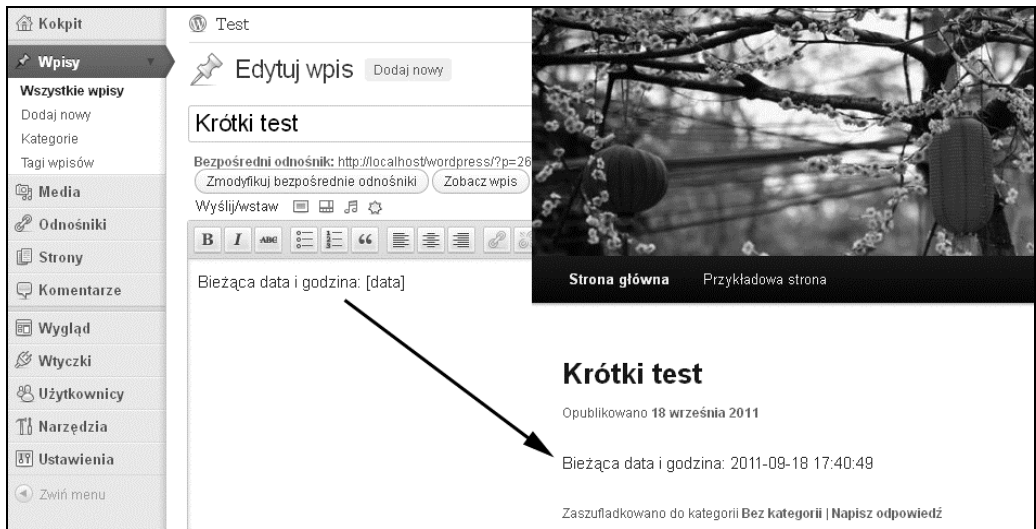 Kokpit
Wpisy
Wszystkie wpisy
Dodaj nowy
Kategorie
Tagi wpisów
Media
Odnośniki
Strony
Komentarze
Wygląd
Wtyczki
Użytkownicy
Narzędzia
Ustawienia
Zwiń menu
Test
Edytuj wpis Dodaj nowy
Krótki test
Bezpośredni odnośnik: http://localhost/wordpress/?p=26
Zmodyfikuj bezpośrednie odnośniki Zobacz wpis
Wyślij/wstaw
B I ABC
Bieżąca data i godzina: [data]
Strona główna Przykładowa strona
Krótki test
Opublikowano 18 września 2011
Bieżąca data i godzina: 2011-09-18 17:40:49
Zaszufladkowano do kategorii Bez kategorii | Napisz odpowiedź